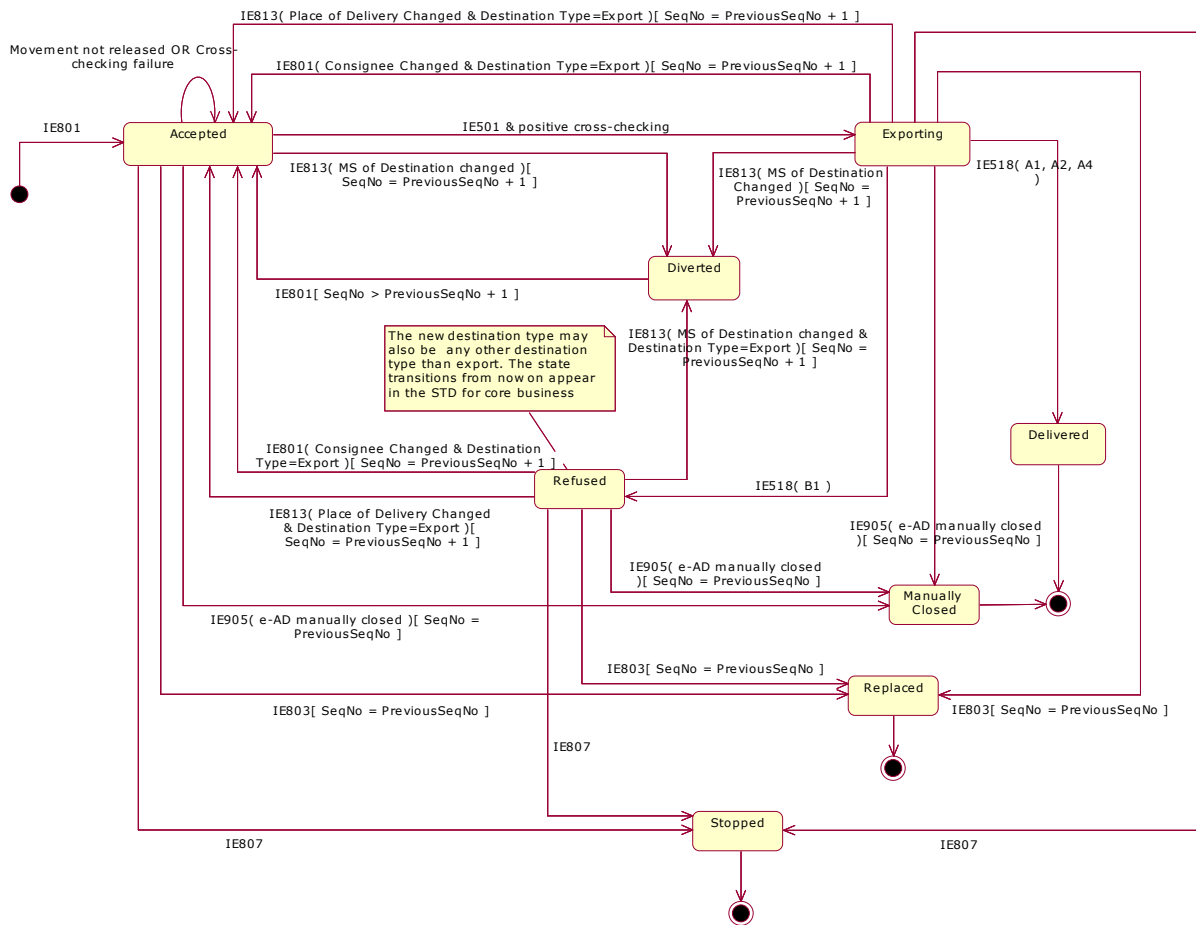 IE813( Place of Delivery Changed & Destination Type=Export )[ SeqNo = PreviousSeqNo + 1 ]
Movement not released OR Cross-
checking failure
IE801( Consignee Changed & Destination Type=Export )[ SeqNo = PreviousSeqNo + 1 ]
IE801
Accepted
IE501 & positive cross-checking
Exporting
IE813( MS of Destination changed )[
SeqNo = PreviousSeqNo + 1 ]
IE813( MS of Destination
Changed )[ SeqNo =
PreviousSeqNo + 1 ]
IE518( A1, A2, A4
)
Diverted
IE801[ SeqNo > PreviousSeqNo + 1 ]
The new destination type may
also be any other destination
type than export. The state
transitions from now on appear
in the STD for core business
IE813( MS of Destination changed &
Destination Type=Export )[ SeqNo =
PreviousSeqNo + 1 ]
Delivered
IE801( Consignee Changed & Destination
Type=Export )[ SeqNo = PreviousSeqNo + 1 ]
Refused
IE518( B1 )
IE813( Place of Delivery Changed
& Destination Type=Export )[
SeqNo = PreviousSeqNo + 1 ]
IE905( e-AD manually closed
)[ SeqNo = PreviousSeqNo ]
IE905( e-AD manually closed
)[ SeqNo = PreviousSeqNo ]
Manually
Closed
IE905( e-AD manually closed )[ SeqNo =
PreviousSeqNo ]
IE803[ SeqNo = PreviousSeqNo ]
Replaced
IE803[ SeqNo = PreviousSeqNo ]
IE803[ SeqNo = PreviousSeqNo ]
IE807
Stopped
IE807
IE807